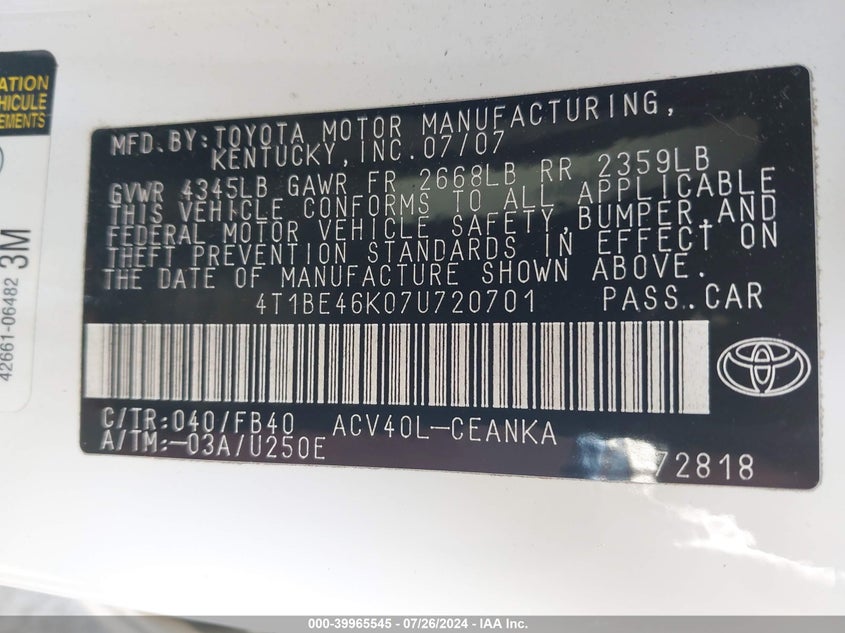 ATION
HICULE
EMENTS
42661-06482 3M
MFD. BY: TOYOTA MOTOR MANUFACTURING,
KENTUCKY, INC. 07/07
GVWR 4345LB GAWR FR 2668LB RR 2359LB
THIS VEHICLE CONFORMS TO ALL APPLICABLE
FEDERAL MOTOR VEHICLE SAFETY, BUMPER, AND
THEFT PREVENTION STANDARDS IN EFFECT ON
THE DATE OF MANUFACTURE SHOWN ABOVE.
4T1BE46K07U720701 PASS. CAR
C/TR: 040/FB40 ACV40L-CEANKA
A/TM:-03A/U250E 72818
000-39965545 - 07/26/2024 - IAA Inc.